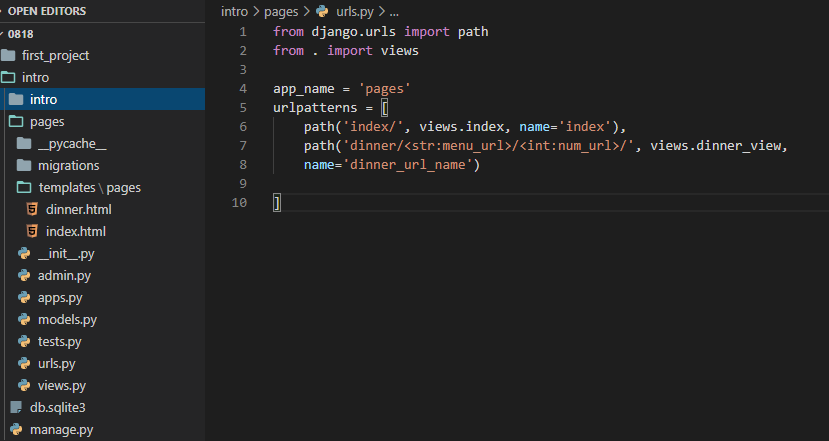 OPEN EDITORS
0818
first_project
intro
intro
pages
__pycache__
migrations
templates \ pages
dinner.html
index.html
__init__.py
admin.py
apps.py
models.py
tests.py
urls.py
views.py
db.sqlite3
manage.py
intro > pages > urls.py > ...
1 from django.urls import path
2 from . import views
3
4 app_name = 'pages'
5 urlpatterns = [
6     path('index/', views.index, name='index'),
7     path('dinner/<str:menu_url>/<int:num_url>/', views.dinner_view,
8     name='dinner_url_name')
9
10 ]